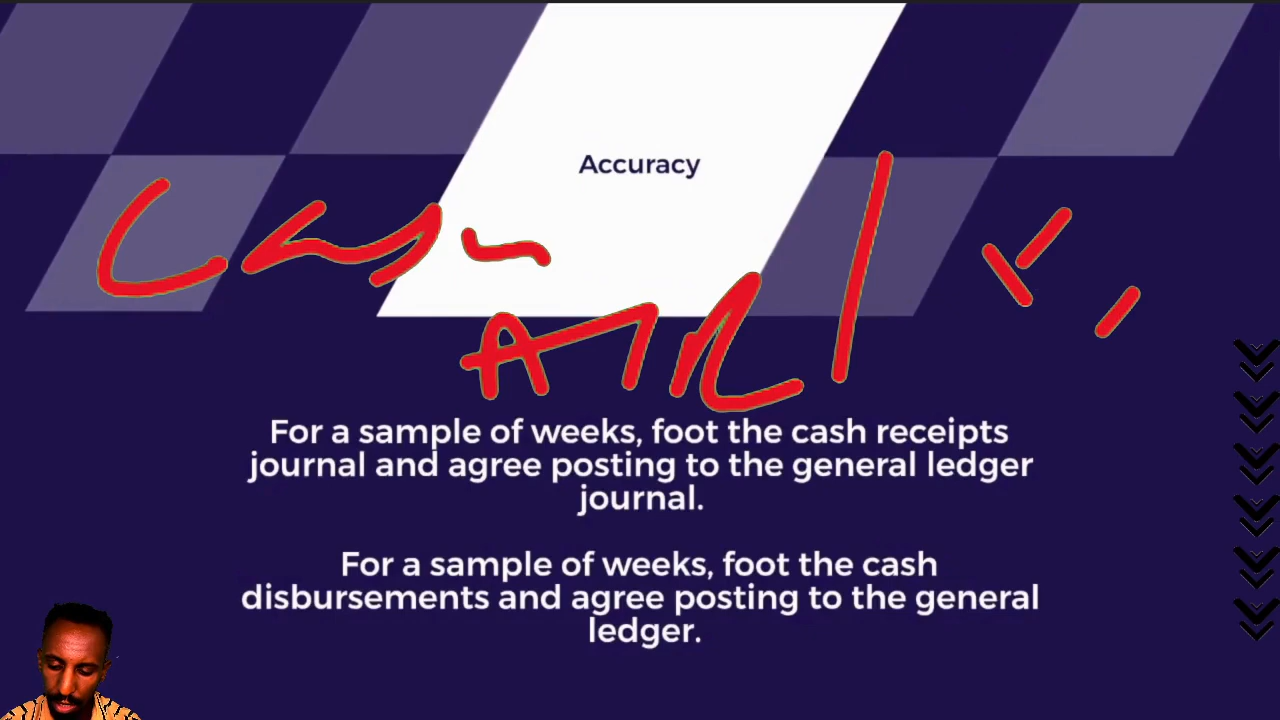 Accuracy
Cash
A/R
For a sample of weeks, foot the cash receipts
journal and agree posting to the general ledger
journal.
For a sample of weeks, foot the cash
disbursements and agree posting to the general
ledger.